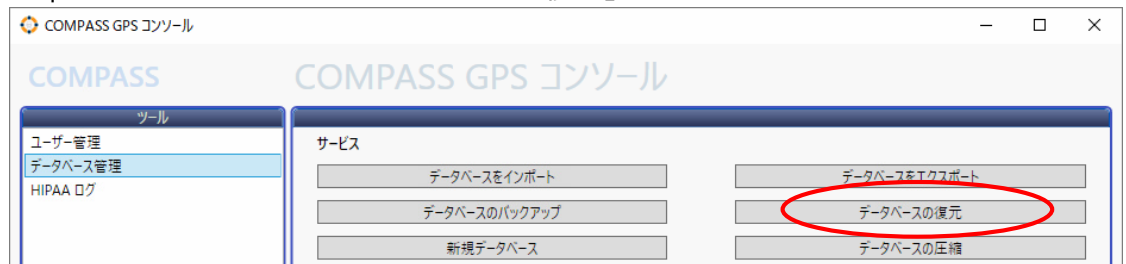 COMPASS GPS コンソール
COMPASS
COMPASS GPS コンソール
ツール
ユーザー管理
データベース管理
HIPAA ログ
サービス
データベースをインポート
データベースをエクスポート
データベースのバックアップ
データベースの復元
新規データベース
データベースの圧縮